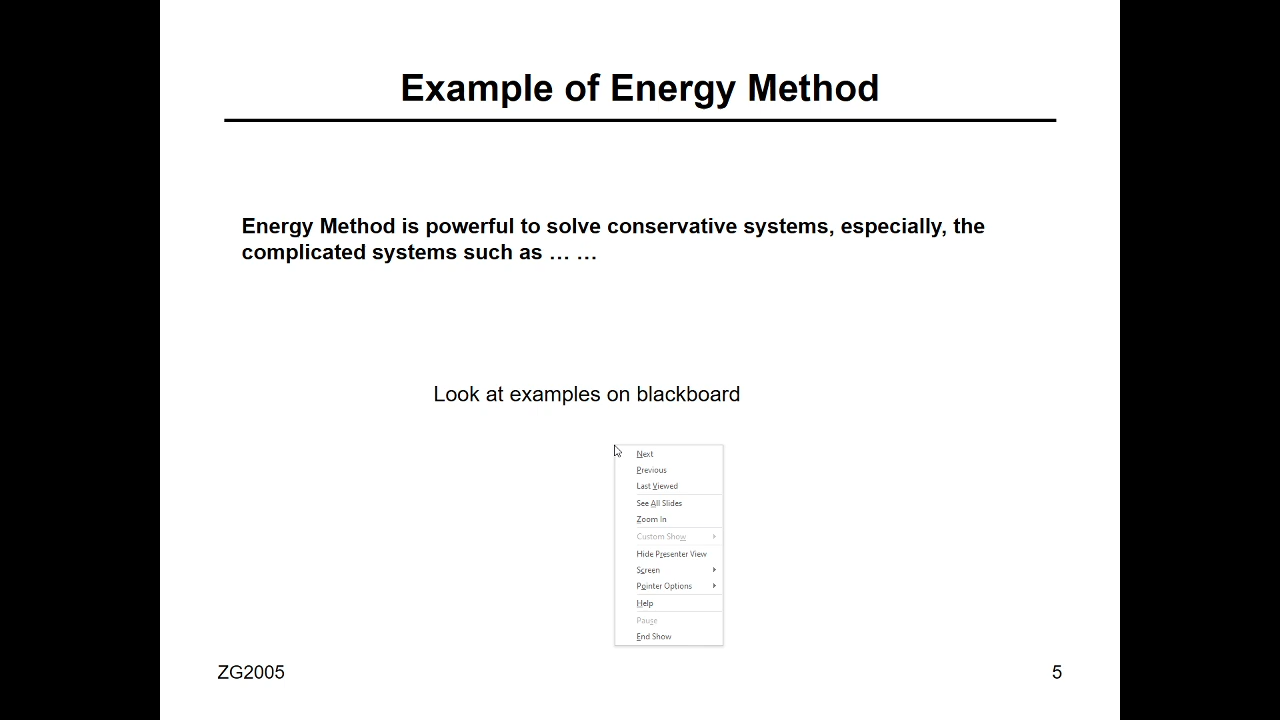 Example of Energy Method
Energy Method is powerful to solve conservative systems, especially, the
complicated systems such as … …
Look at examples on blackboard
Next
Previous
Last Viewed
See All Slides
Zoom In
Custom Show
Hide Presenter View
Screen
Pointer Options
Help
Pause
End Show
ZG2005
5